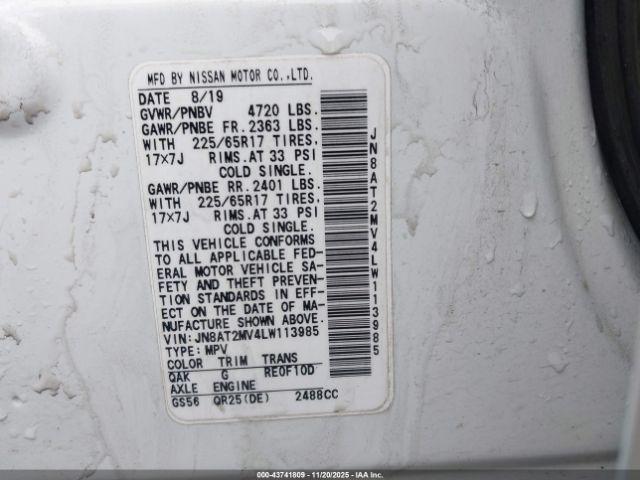 MFD BY NISSAN MOTOR CO.,LTD.
DATE 8/19
GVWR/PNBV 4720 LBS.
GAWR/PNBE FR. 2363 LBS.
WITH 225/65R17 TIRES,
17x7J RIMS.AT 33 PSI
COLD SINGLE.
GAWR/PNBE RR. 2401 LBS.
WITH 225/65R17 TIRES,
17x7J RIMS.AT 33 PSI
COLD SINGLE.
THIS VEHICLE CONFORMS
TO ALL APPLICABLE FED-
ERAL MOTOR VEHICLE SA-
FETY AND THEFT PREVEN-
TION STANDARDS IN EFF-
ECT ON THE DATE OF MA-
NUFACTURE SHOWN ABOVE.
VIN:JN8AT2MV4LW113985
TYPE:MPV
COLOR TRIM TRANS
QAK G RE0F10D
AXLE ENGINE
GS56 QR25(DE) 2488CC
JN8AT2MV4LW113985
000-43741809 - 11/20/2025 - IAA Inc.